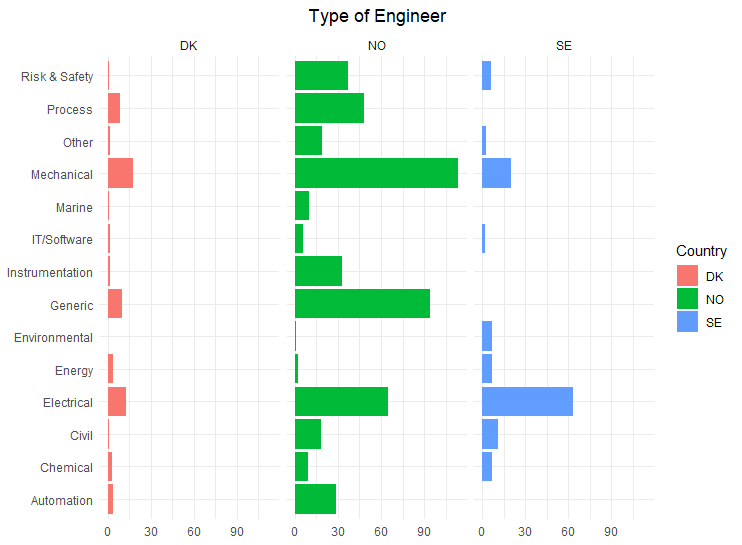 Type of Engineer
DK NO SE
Risk & Safety
Process
Other
Mechanical
Marine
IT/Software
Instrumentation
Generic
Environmental
Energy
Electrical
Civil
Chemical
Automation
0 30 60 90 0 30 60 90 0 30 60 90
Country
DK
NO
SE